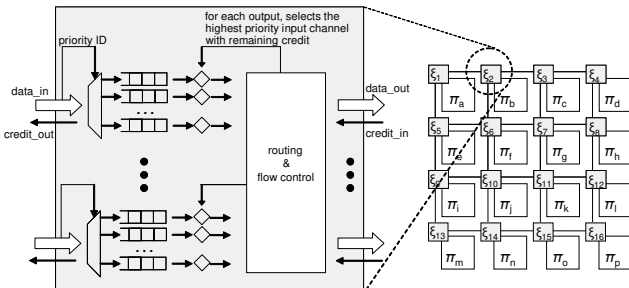 for each output, selects the
highest priority input channel
with remaining credit
priority ID
data_in
credit_out
...
...
routing
&
flow control
data_out
credit_in
...
...
ξ1 ξ2 ξ3 ξ4
πa πb πc πd
ξ5 ξ6 ξ7 ξ8
πe πf πg πh
ξ10 ξ11 ξ12
πi πj πk πl
ξ13 ξ14 ξ15 ξ16
πm πn πo πp